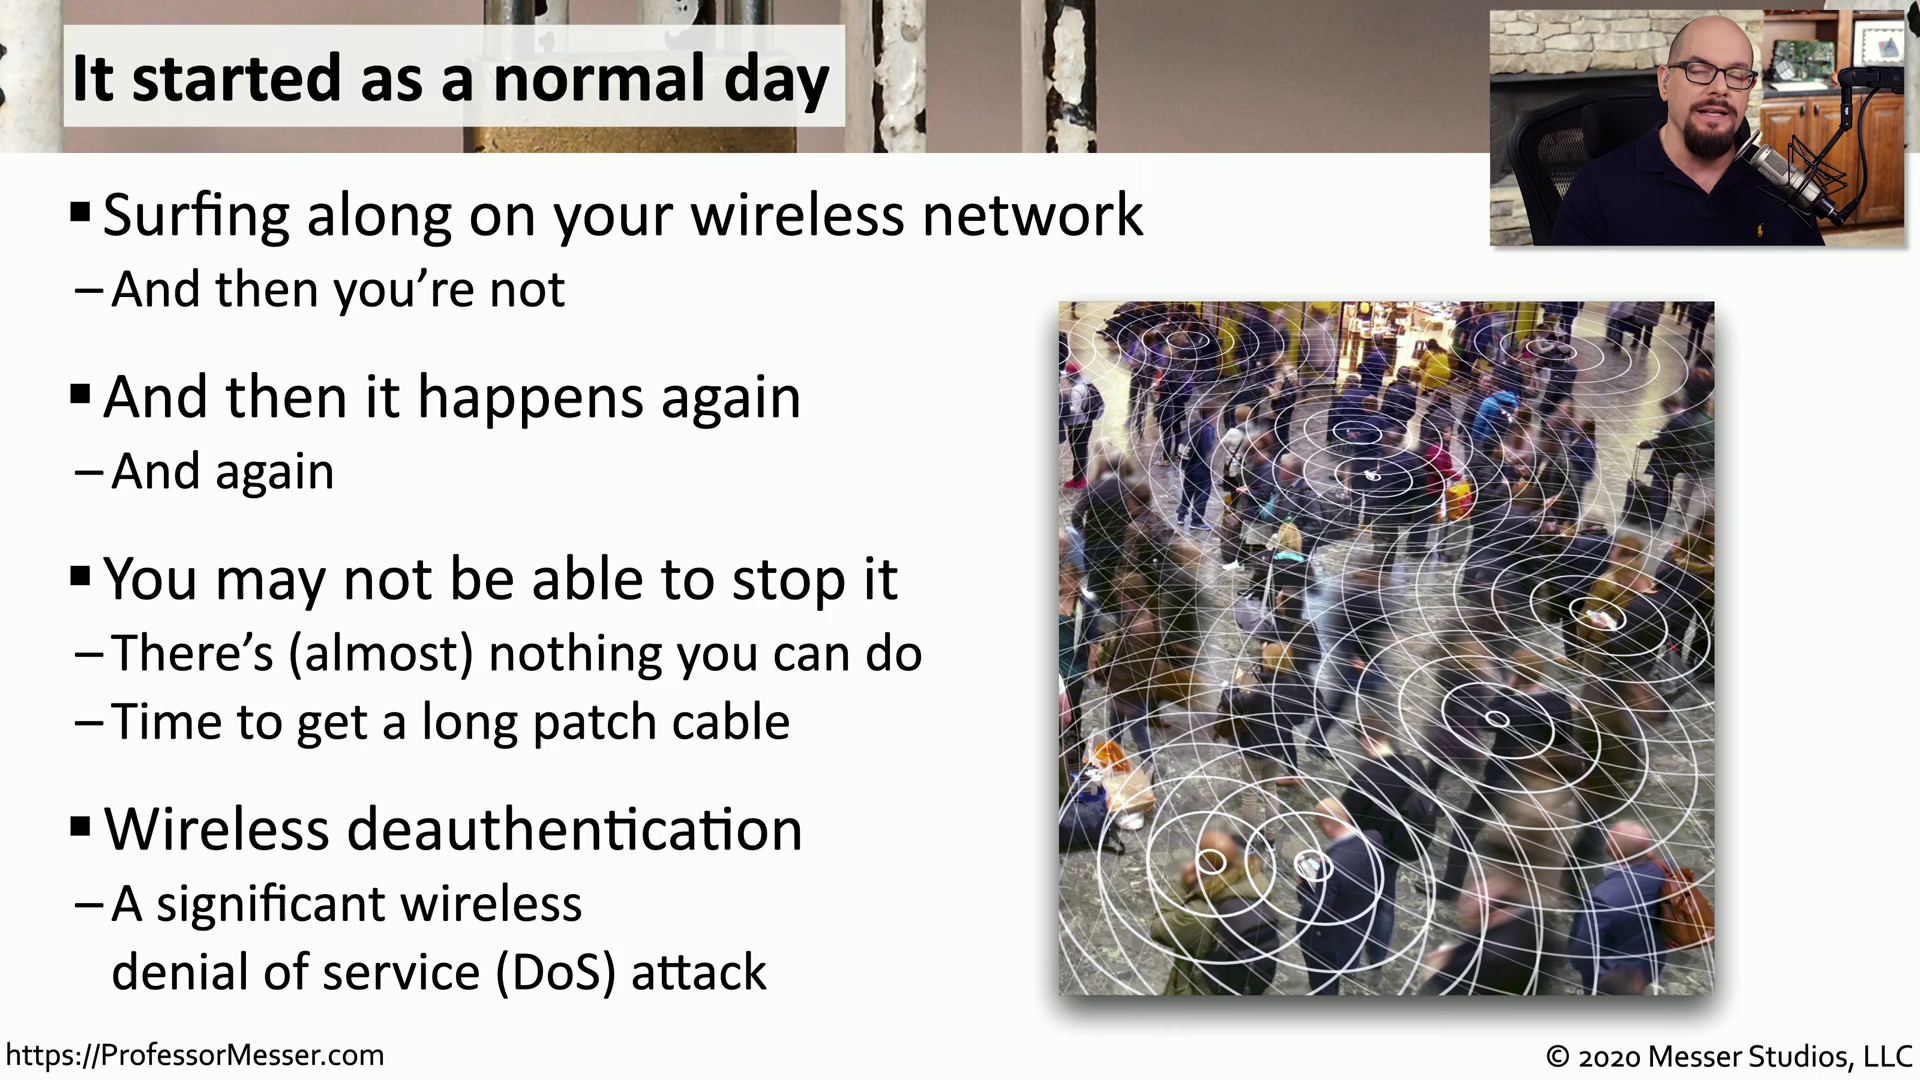 It started as a normal day
▪ Surfing along on your wireless network
– And then you’re not
▪ And then it happens again
– And again
▪ You may not be able to stop it
– There’s (almost) nothing you can do
– Time to get a long patch cable
▪ Wireless deauthentication
– A significant wireless
denial of service (DoS) attack
https://ProfessorMesser.com
© 2020 Messer Studios, LLC